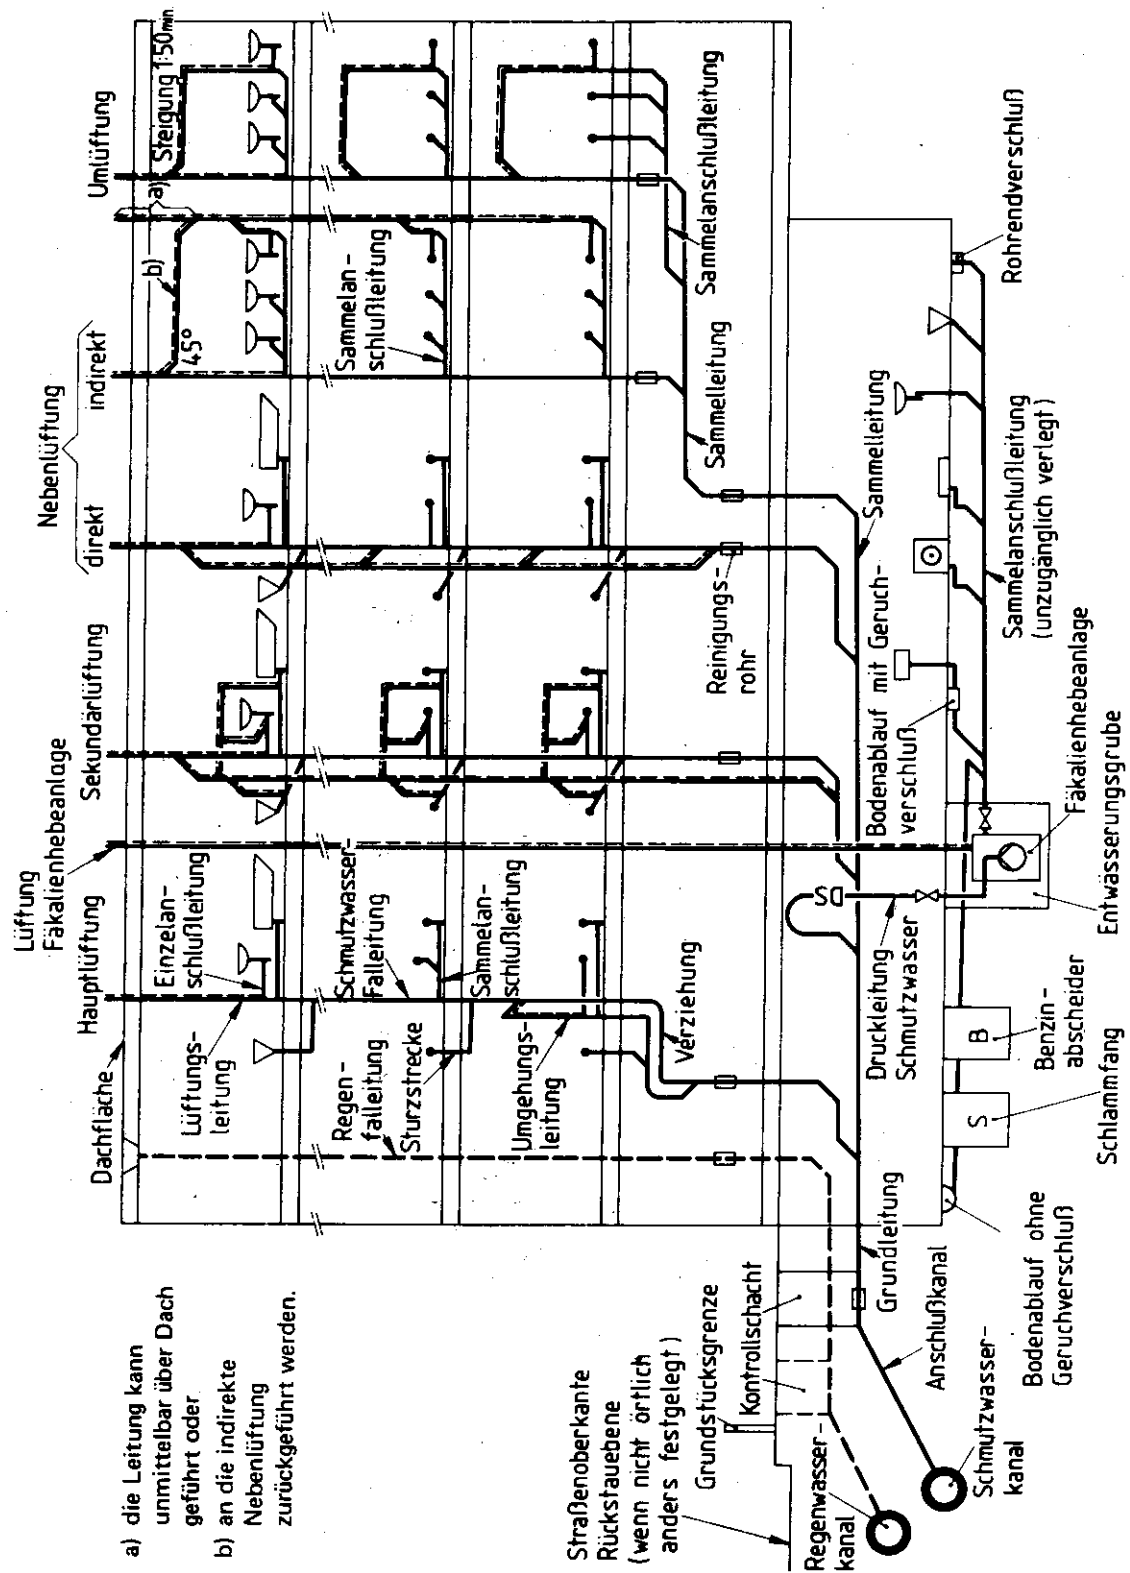 Lüftung
Fäkalienhebeanlage
Nebenlüftung
Dachfläche
Hauptlüftung
Sekundärlüftung
direkt
indirekt
Umlüftung
Lüftungs-
leitung
Einzelan-
schlußleitung
b)
a)
Steigung 1:50min.
45°
Regen-
falleitung
Schmutzwasser-
Falleitung
Sammelan-
schlußleitung
Sturzstrecke
Sammelan-
schlußleitung
Umgehungs-
leitung
Verziehung
Reinigungs-
rohr
Sammelleitung
Sammelanschlußleitung
a) die Leitung kann
unmittelbar über Dach
geführt oder
b) an die indirekte
Nebenlüftung
zurückgeführt werden.
Straßenoberkante
Rückstauebene
(wenn nicht örtlich
anders festgelegt)
Grundstücksgrenze
Kontrollschacht
Regenwasser-
kanal
Schmutzwasser-
kanal
Anschlußkanal
Grundleitung
DS
Druckleitung
Schmutzwasser
Bodenablauf mit Geruch-
verschluß
Sammelleitung
S
B
Bodenablauf ohne
Geruchverschluß
Schlammfang
Benzin-
abscheider
Entwässerungsgrube
Fäkalienhebeanlage
Sammelanschlußleitung
(unzugänglich verlegt)
Rohrendverschluß